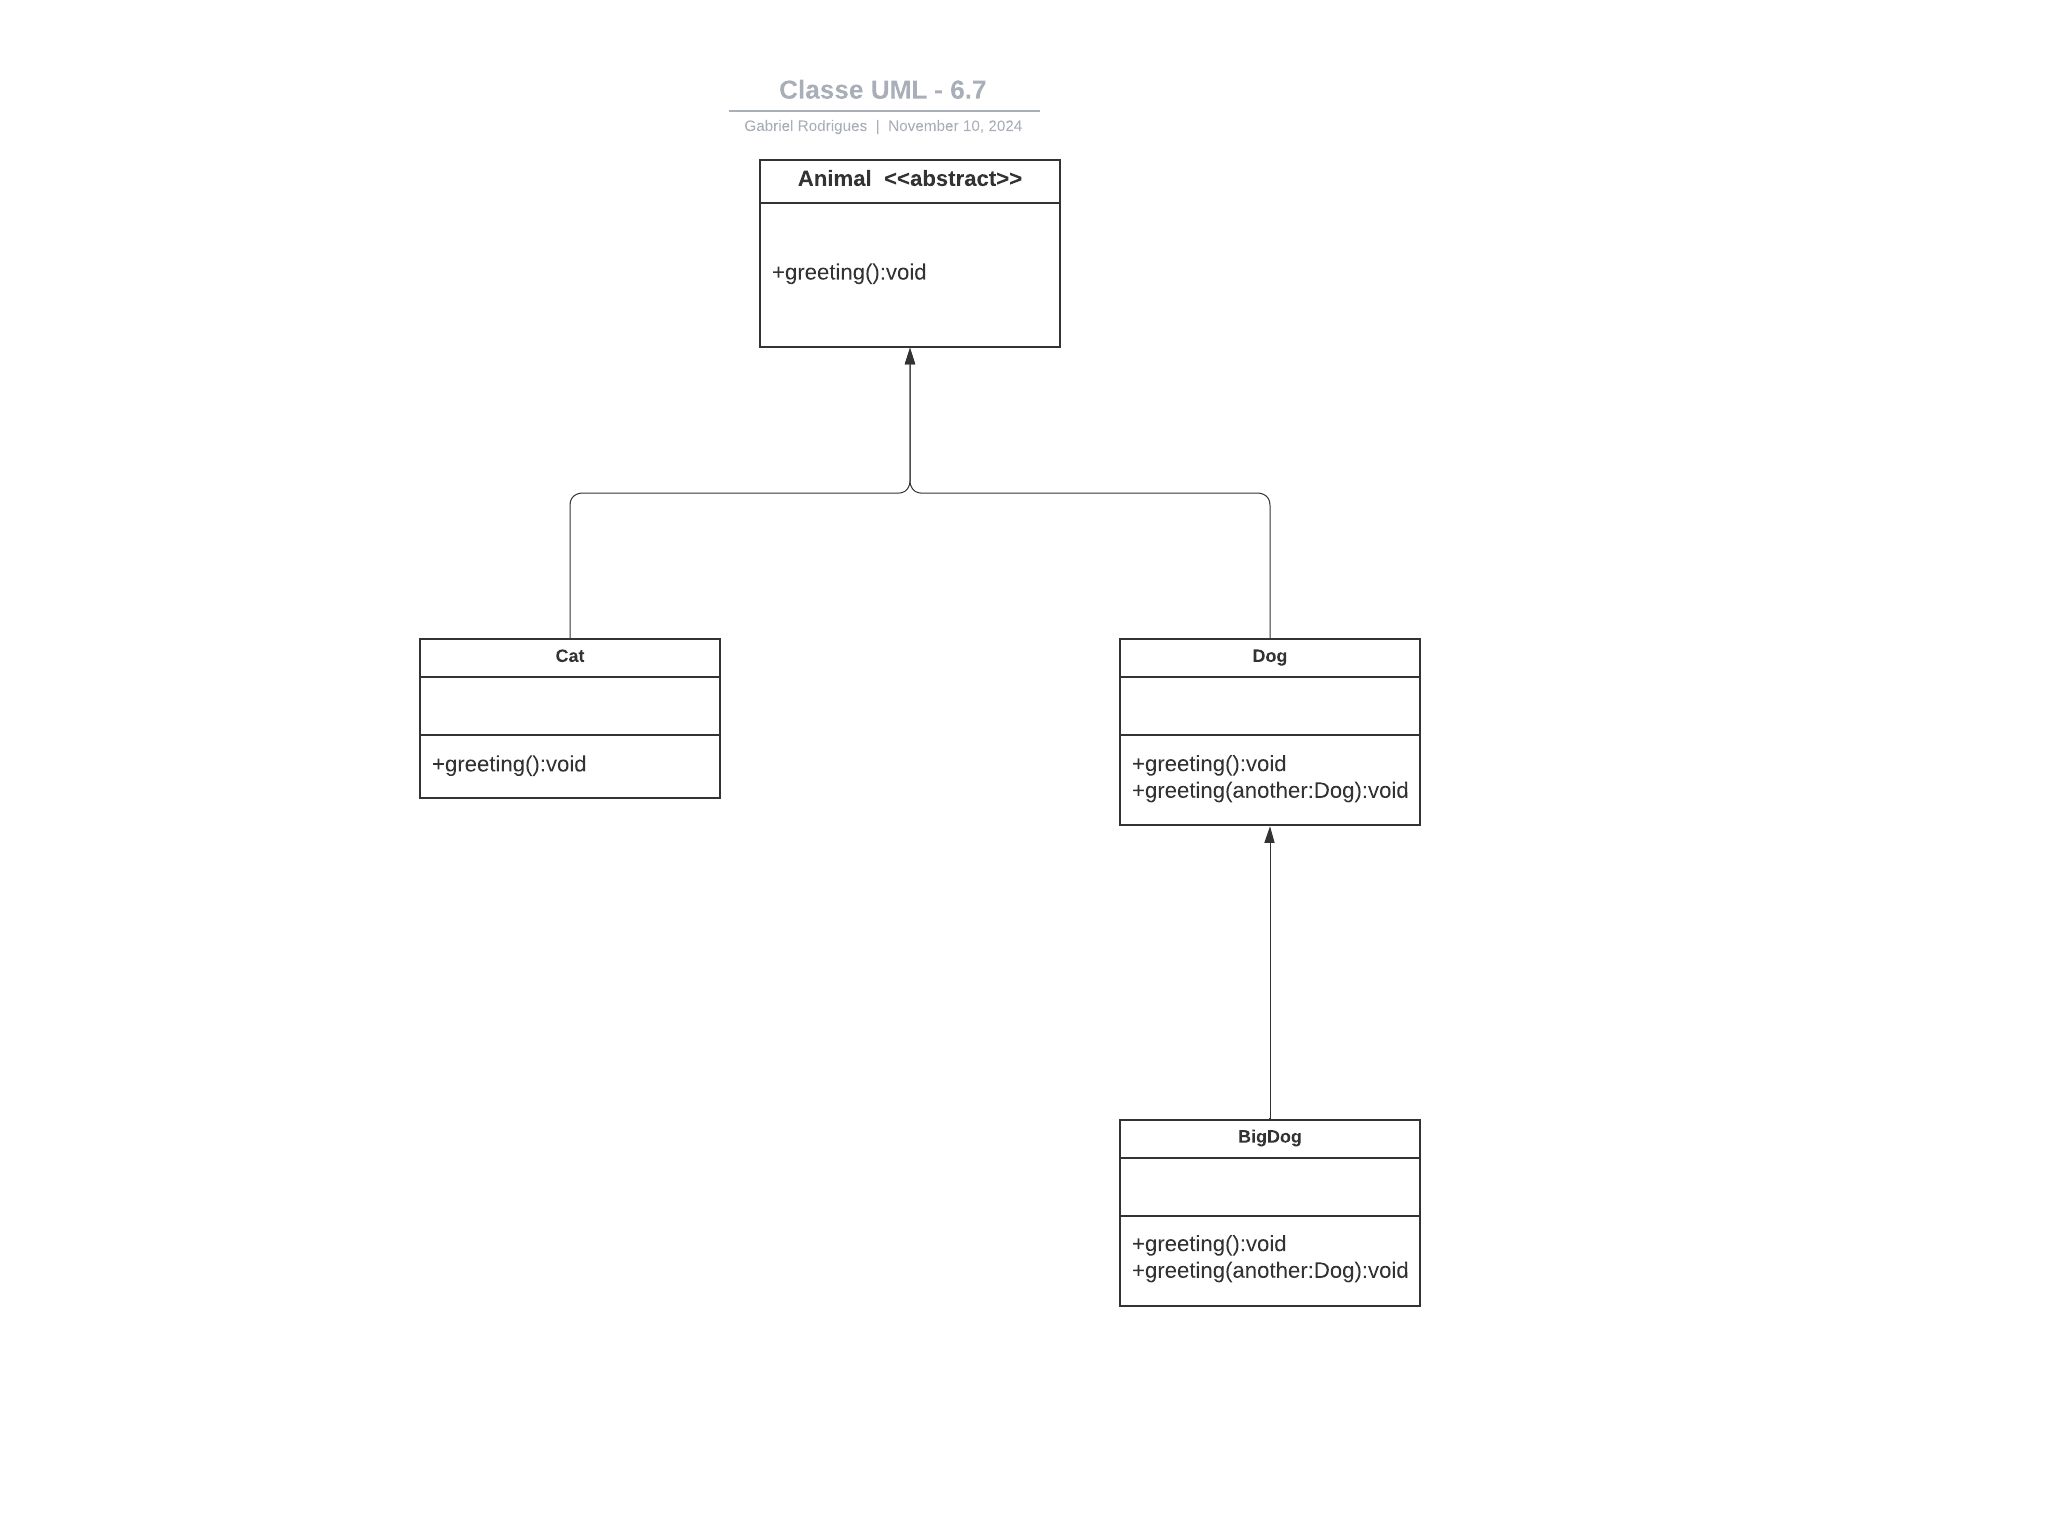 Classe UML - 6.7
Gabriel Rodrigues | November 10, 2024
Animal <<abstract>>
+greeting():void
Cat
+greeting():void
Dog
+greeting():void
+greeting(another:Dog):void
BigDog
+greeting():void
+greeting(another:Dog):void